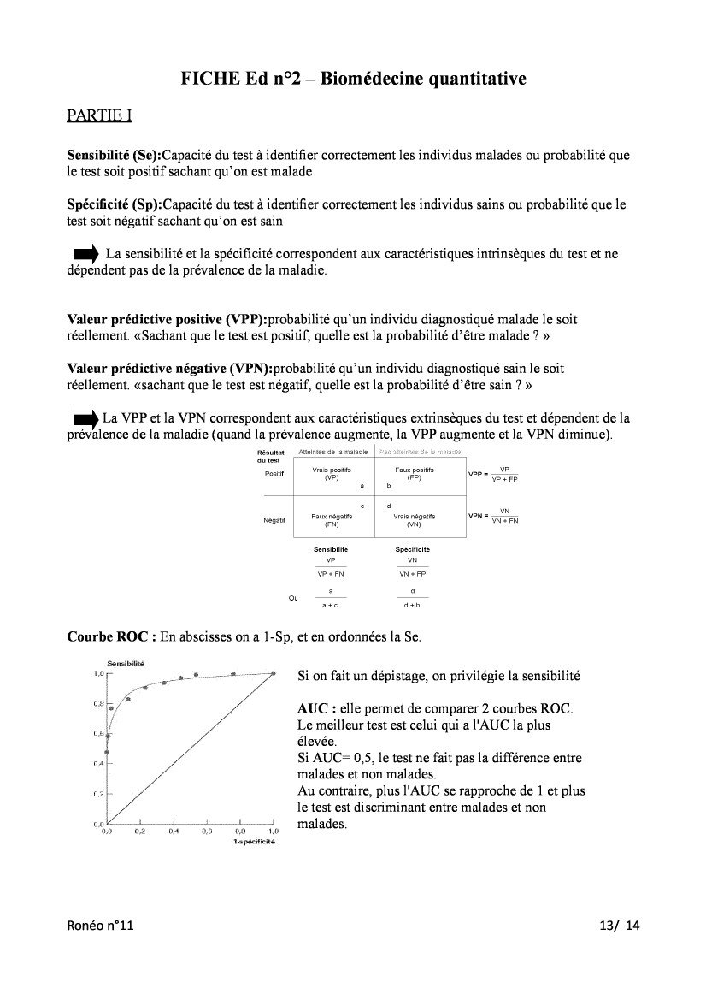 FICHE Ed n°2 – Biomédecine quantitative
PARTIE I
Sensibilité (Se):Capacité du test à identifier correctement les individus malades ou probabilité que
le test soit positif sachant qu’on est malade
Spécificité (Sp):Capacité du test à identifier correctement les individus sains ou probabilité que le
test soit négatif sachant qu’on est sain
La sensibilité et la spécificité correspondent aux caractéristiques intrinsèques du test et ne
dépendent pas de la prévalence de la maladie.
Valeur prédictive positive (VPP):probabilité qu’un individu diagnostiqué malade le soit
réellement. «Sachant que le test est positif, quelle est la probabilité d’être malade ? »
Valeur prédictive négative (VPN):probabilité qu’un individu diagnostiqué sain le soit
réellement. «sachant que le test est négatif, quelle est la probabilité d’être sain ? »
La VPP et la VPN correspondent aux caractéristiques extrinsèques du test et dépendent de la
prévalence de la maladie (quand la prévalence augmente, la VPP augmente et la VPN diminue).
Résultat Atteintes de la maladie Pas atteintes de la maladie
du test
Positif Vrais positifs Faux positifs VPP = VP
(VP) (FP) VP + FP
a b
c d
Négatif Faux négatifs Vrais négatifs VPN = VN
(FN) (VN) VN + FN
Sensibilité Spécificité
VP VN
VP + FN VN + FP
Ou a d
a + c d + b
Courbe ROC : En abscisses on a 1-Sp, et en ordonnées la Se.
Sensibilité
1,0
0,8
0,6
0,4
0,2
0,0
0,0 0,2 0,4 0,6 0,8 1,0
1-spécificité
Si on fait un dépistage, on privilégie la sensibilité
AUC : elle permet de comparer 2 courbes ROC.
Le meilleur test est celui qui a l'AUC la plus
élevée.
Si AUC= 0,5, le test ne fait pas la différence entre
malades et non malades.
Au contraire, plus l'AUC se rapproche de 1 et plus
le test est discriminant entre malades et non
malades.
Ronéo n°11 13/ 14